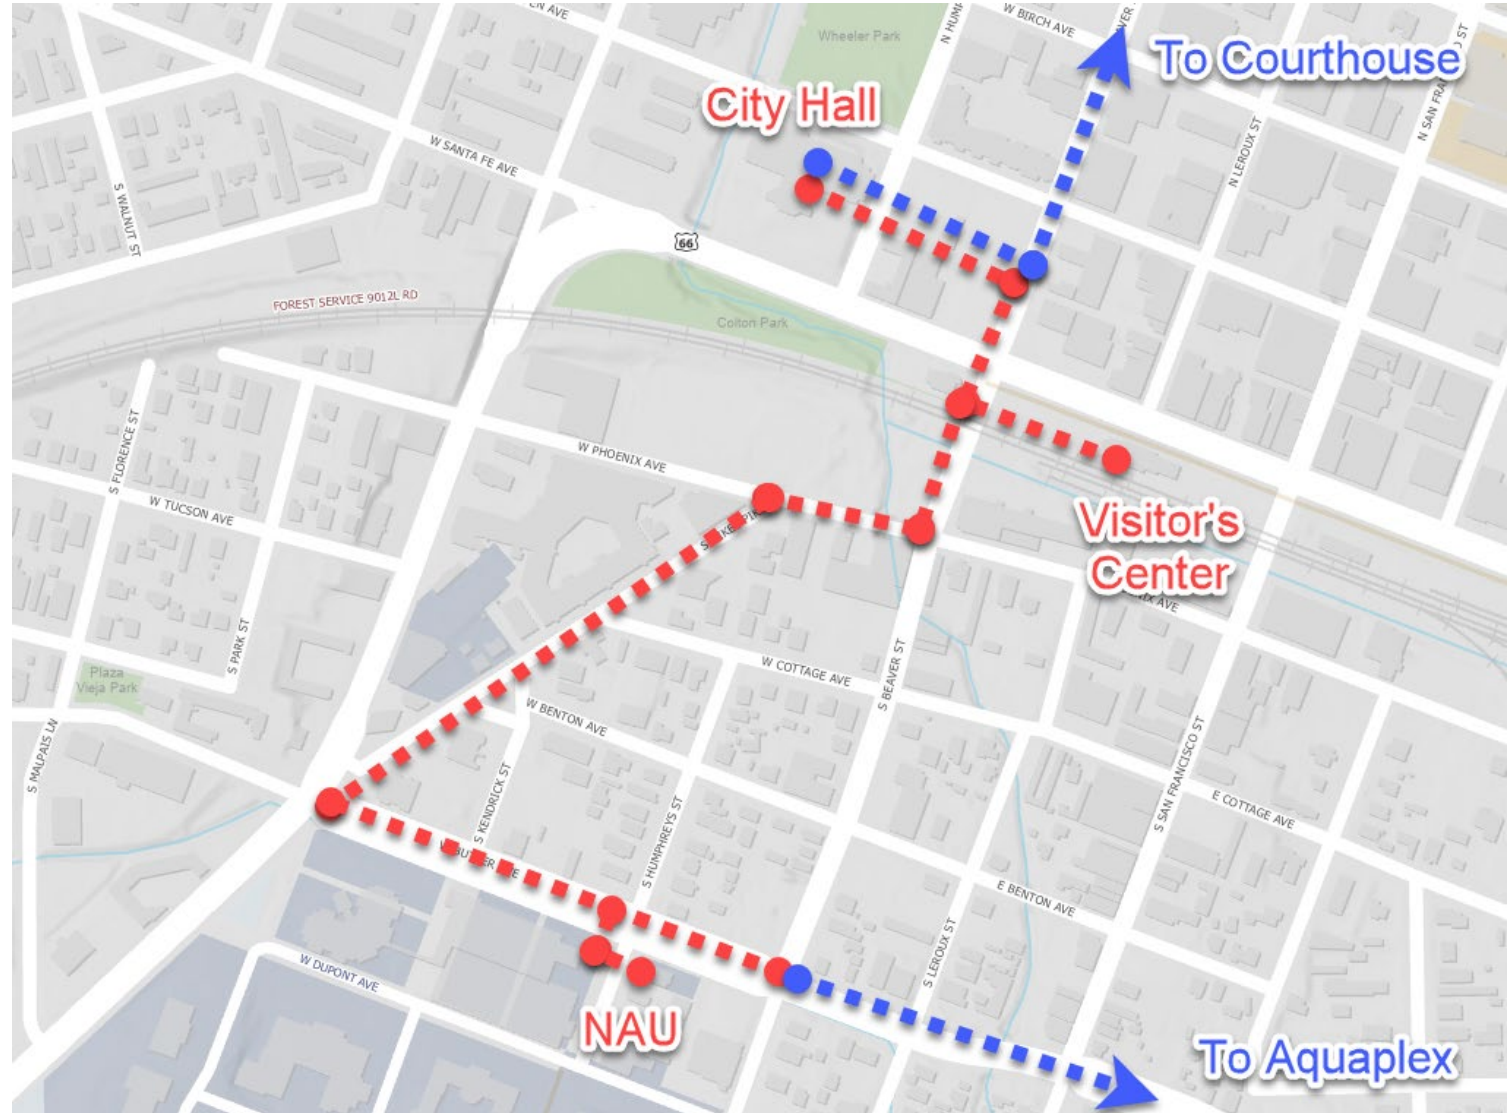 W BIRCH AVE
Wheeler Park
To Courthouse
City Hall
W SANTA FE AVE
N LEROUX ST
S WALNUT ST
66
FOREST SERVICE 9012L RD
Colton Park
S FLORENCE ST
W PHOENIX AVE
W TUCSON AVE
Visitor's
Center
S PARK ST
W COTTAGE AVE
S BEAVER ST
Plaza
Vieja Park
W BENTON AVE
S MALPAIS LN
S SAN FRANCISCO ST
S KENDRICK ST
E COTTAGE AVE
S HUMPHREYS ST
E BENTON AVE
S LEROUX ST
W DUPONT AVE
NAU
To Aquaplex